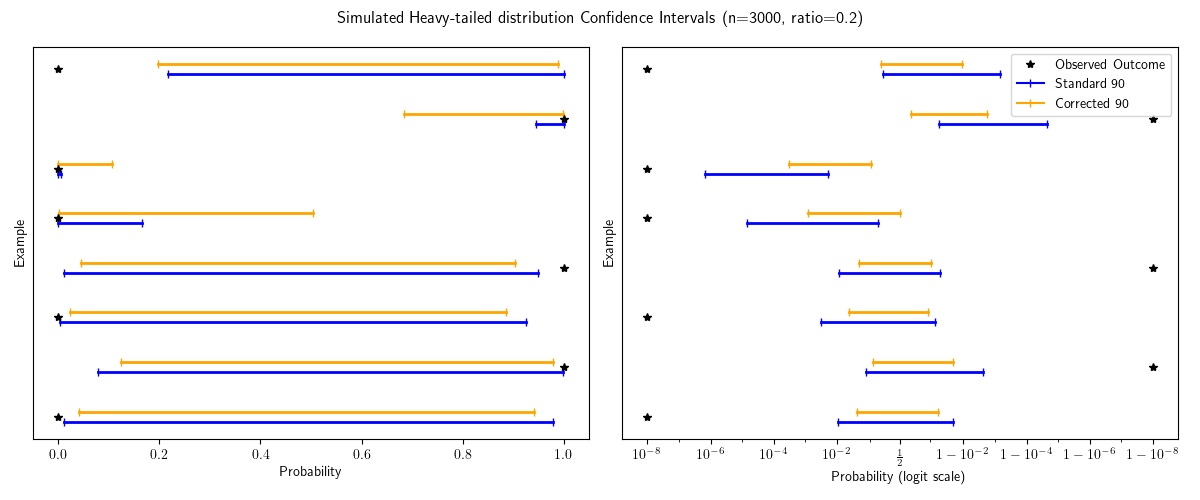 Simulated Heavy-tailed distribution Confidence Intervals (n=3000, ratio=0.2)
Example
0.0 0.2 0.4 0.6 0.8 1.0
Probability
Observed Outcome
Standard 90
Corrected 90
Example
10⁻⁸ 10⁻⁶ 10⁻⁴ 10⁻² 1/2 1 − 10⁻² 1 − 10⁻⁴ 1 − 10⁻⁶ 1 − 10⁻⁸
Probability (logit scale)